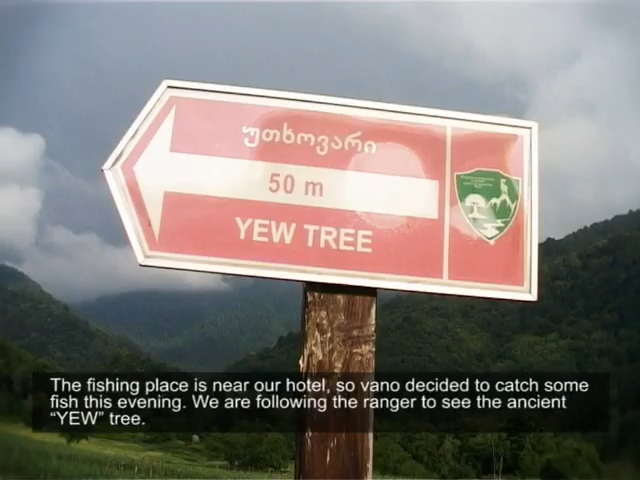 უთხოვარი
50 m
YEW TREE
The fishing place is near our hotel, so vano decided to catch some
fish this evening. We are following the ranger to see the ancient
“YEW” tree.